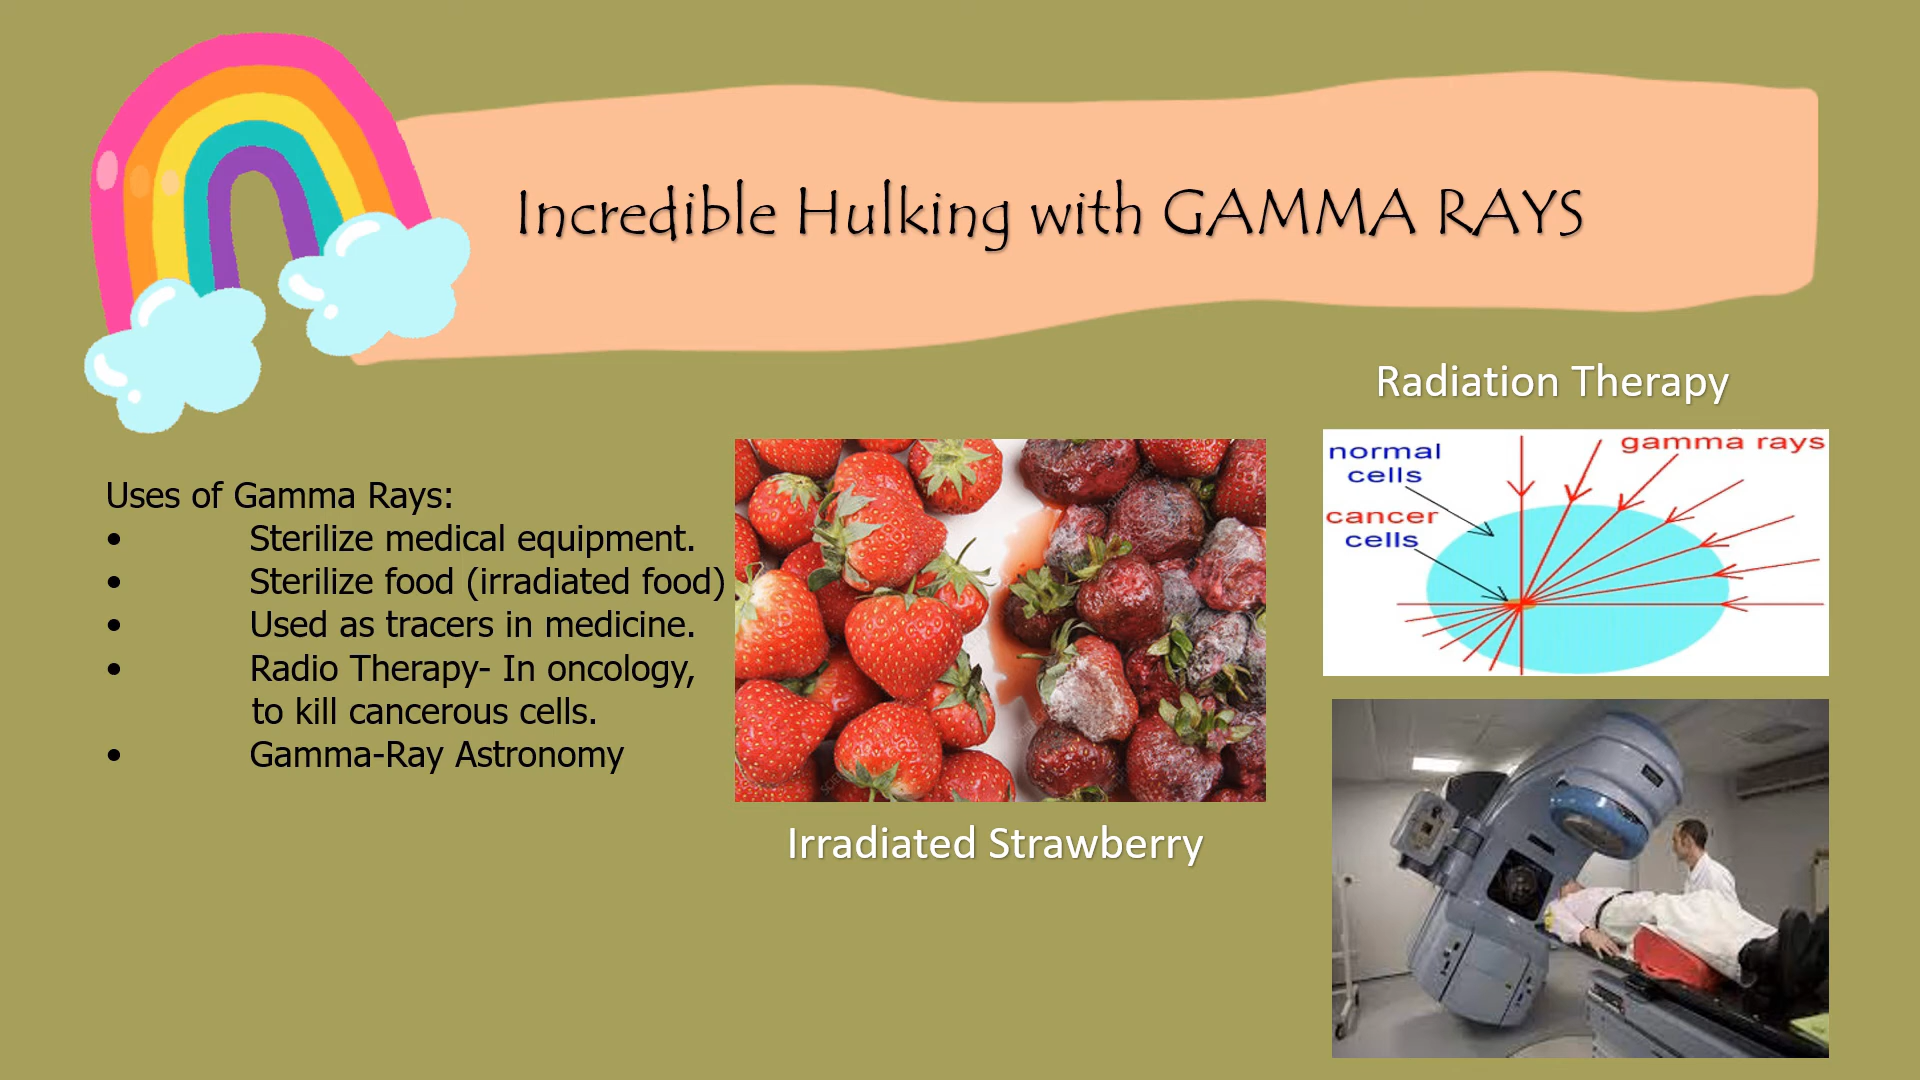 Incredible Hulking with GAMMA RAYS
Uses of Gamma Rays:
• Sterilize medical equipment.
• Sterilize food (irradiated food)
• Used as tracers in medicine.
• Radio Therapy- In oncology,
to kill cancerous cells.
• Gamma-Ray Astronomy
Irradiated Strawberry
Radiation Therapy
normal
cells
gamma rays
cancer
cells